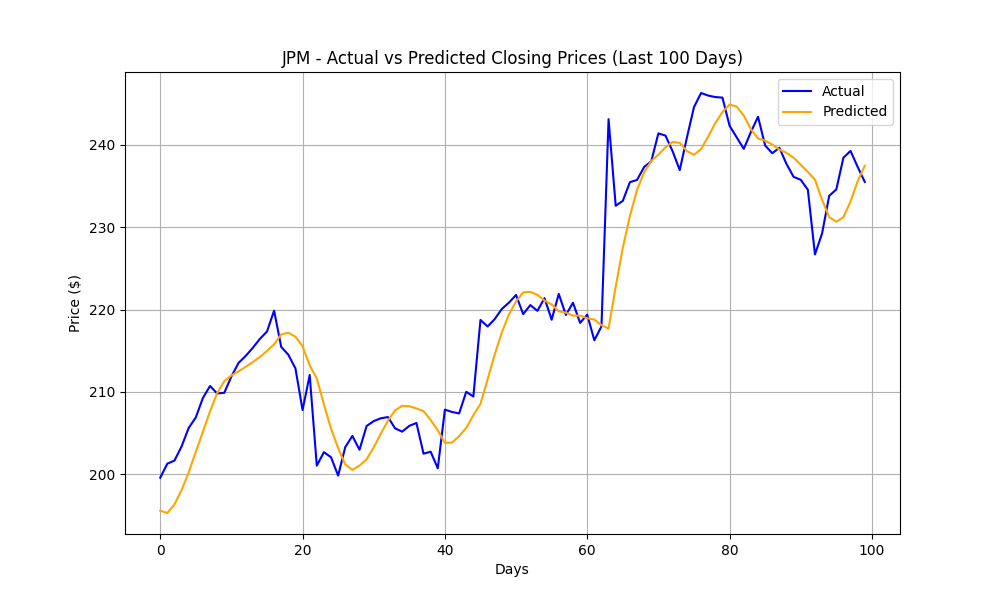 JPM - Actual vs Predicted Closing Prices (Last 100 Days)
Actual
Predicted
Price ($)
240
230
220
210
200
0 20 40 60 80 100
Days